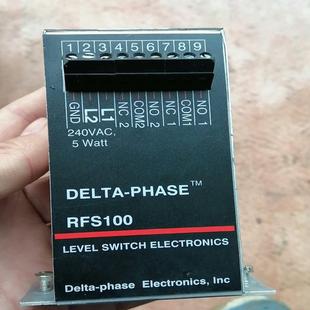 1 2 3 4 5 6 7 8 9
GND L2 L1 NC 2 COM2 NO 2 NC 1 COM1 NO 1
240VAC,
5 Watt
DELTA-PHASE™
RFS100
LEVEL SWITCH ELECTRONICS
Delta-phase Electronics, Inc